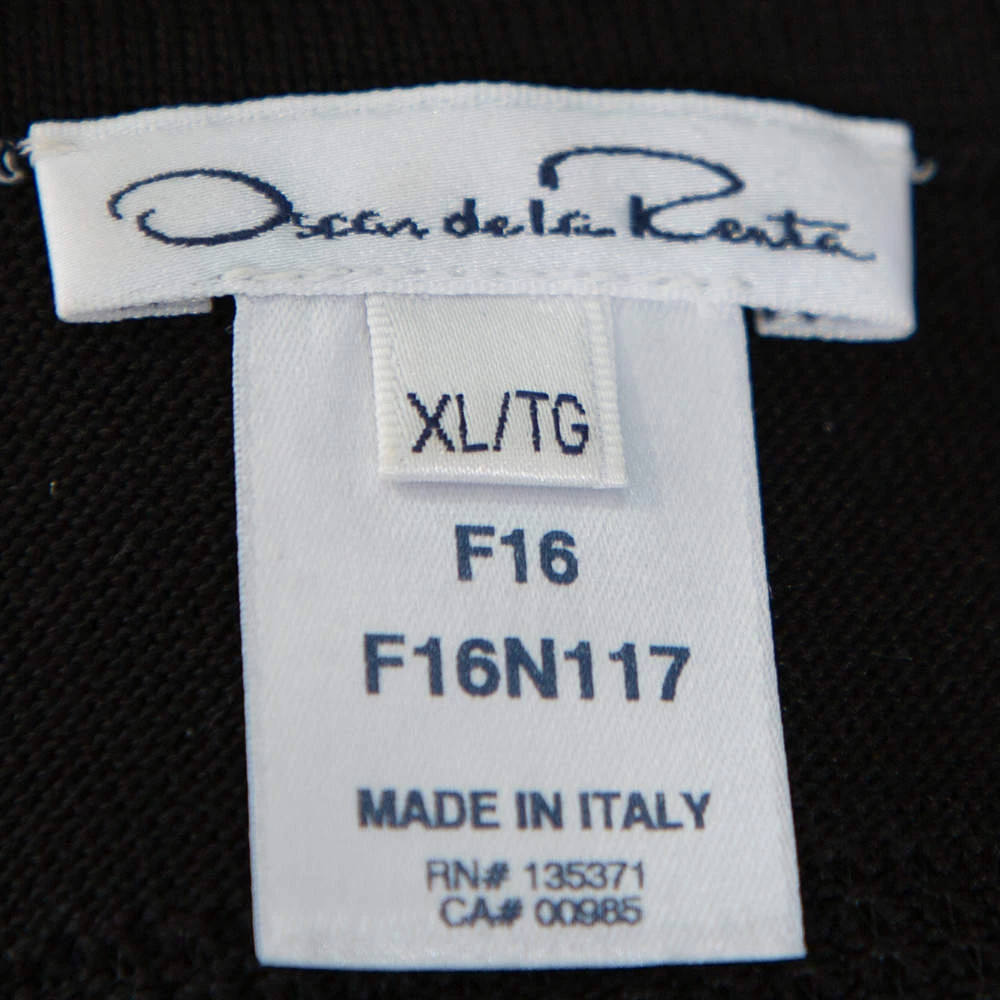 Oscar de la Renta
XL/TG
F16
F16N117
MADE IN ITALY
RN# 135371
CA# 00985